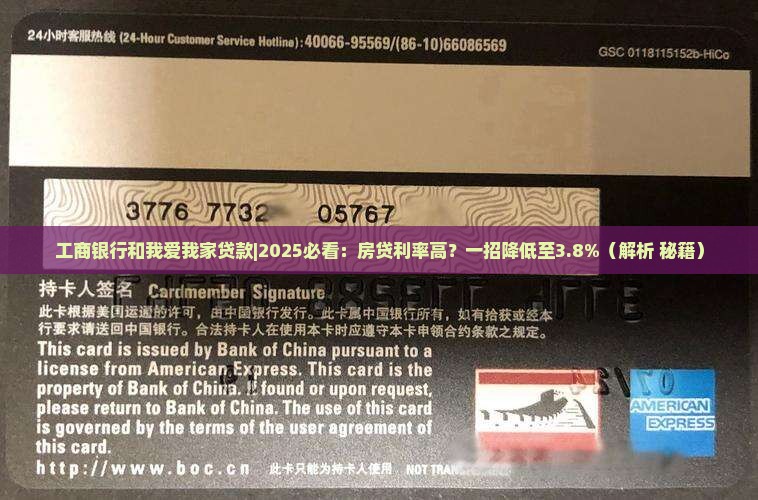 24小时客服热线 (24-Hour Customer Service Hotline):40066-95569/(86-10)66086569
GSC 0118115152b-HiCo
3776 7732 05767
工商银行和我爱我家贷款|2025必看：房贷利率高？一招降低至3.8%（解析 秘籍）
持卡人签名 Cardmember Signature
此卡根据美国运通的许可，由中国银行发行。此卡属中国银行所有，如有拾获或经本
行要求请送回中国银行。合法持卡人在使用本卡时应遵守本卡申领合约条款之规定。
This card is issued by Bank of China pursuant to a
license from American Express. This card is the
property of Bank of China. If found or upon request,
please return to Bank of China. The use of this card
is governed by the terms of the user agreement of
this card.
AMERICAN
EXPRESS
http://www.boc.cn 此卡只能为持卡人使用 NOT